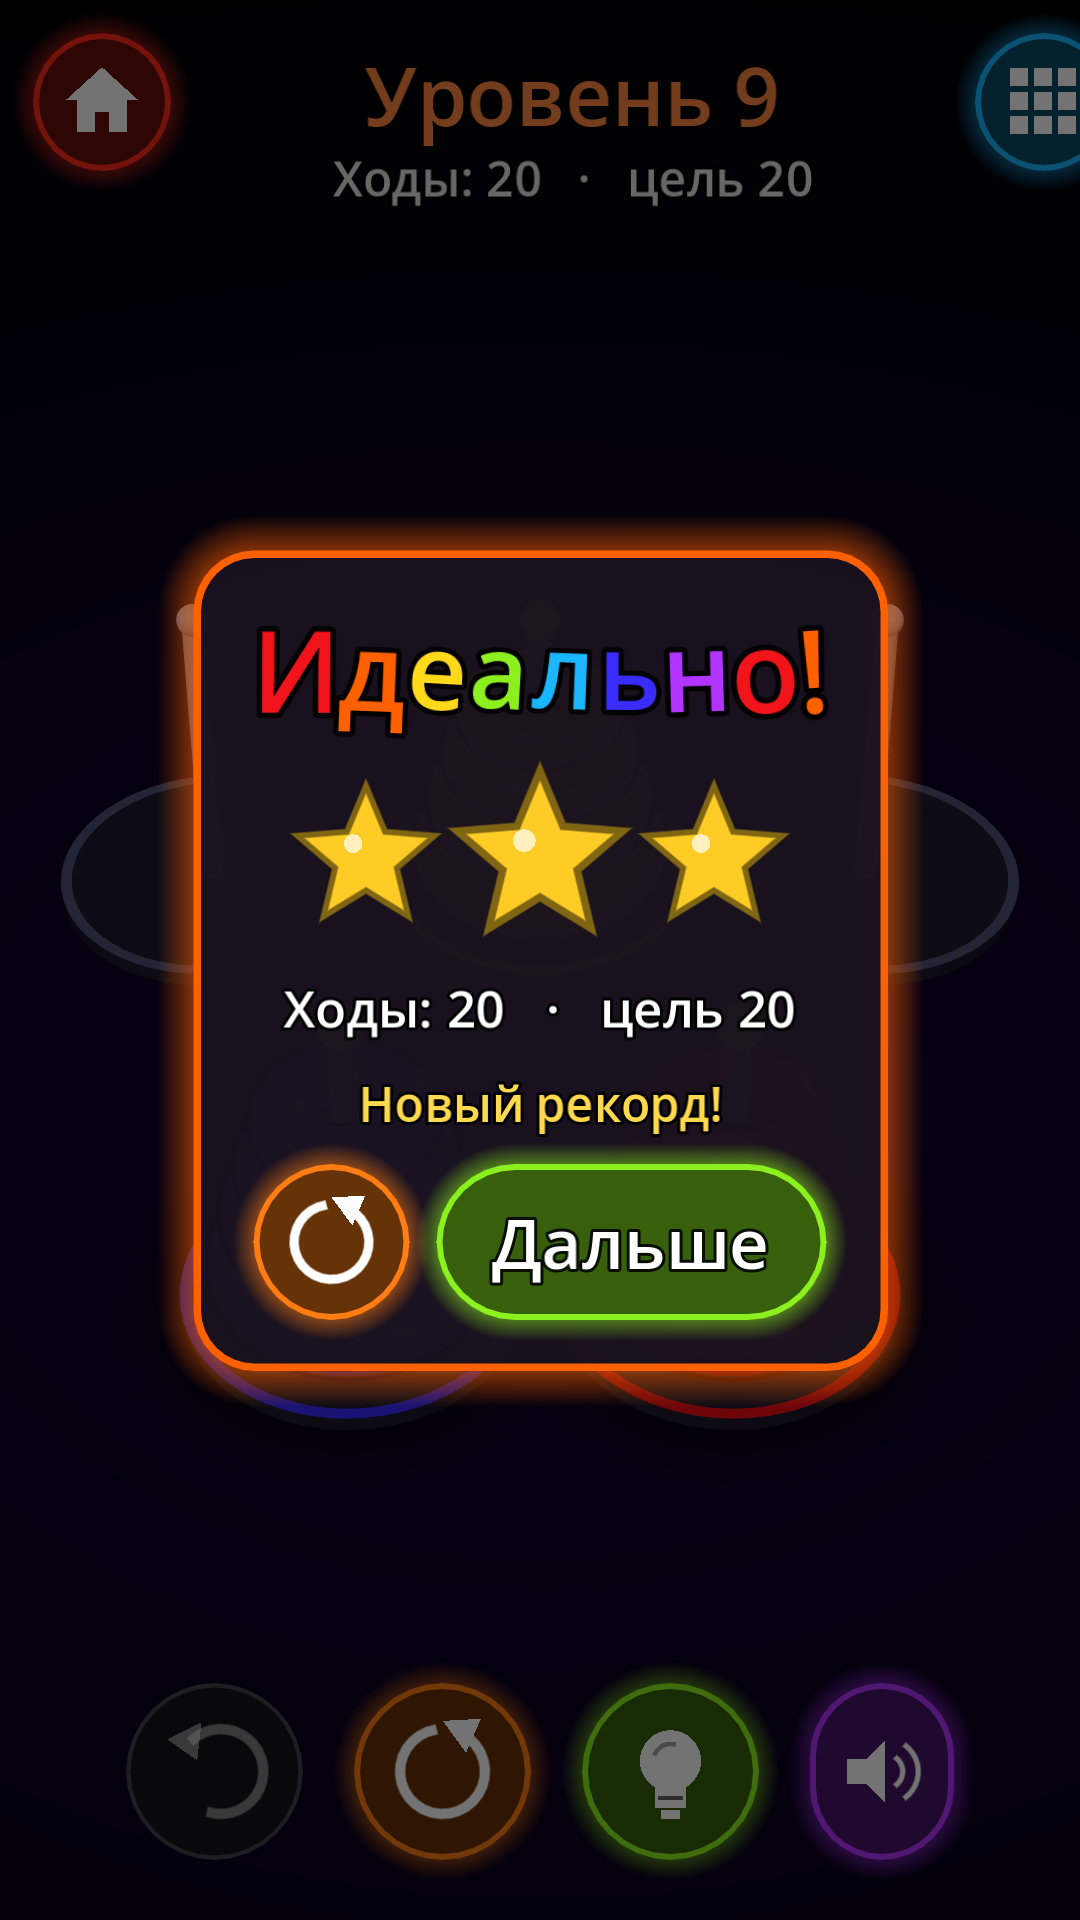 Уровень 9
Ходы: 20 · цель 20
Идеально!
Ходы: 20 · цель 20
Новый рекорд!
Дальше